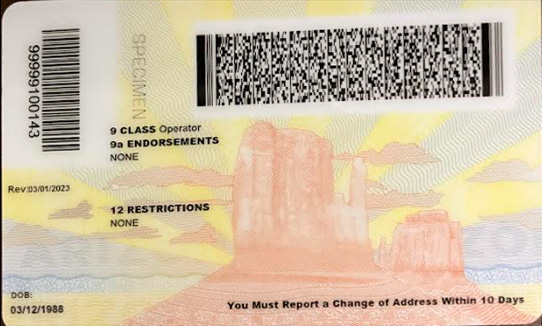 99999100143
SPECIMEN
9 CLASS Operator
9a ENDORSEMENTS
NONE
Rev:03/01/2023
12 RESTRICTIONS
NONE
DOB:
03/12/1988
You Must Report a Change of Address Within 10 Days